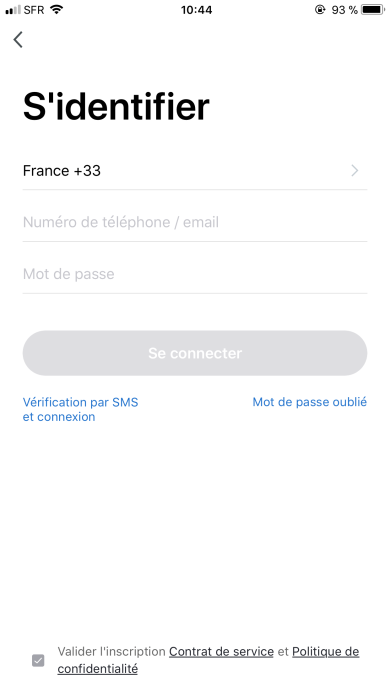 SFR 10:44 93 %
S'identifier
France +33
Numéro de téléphone / email
Mot de passe
Se connecter
Vérification par SMS Mot de passe oublié
et connexion
Valider l'inscription Contrat de service et Politique de
confidentialité